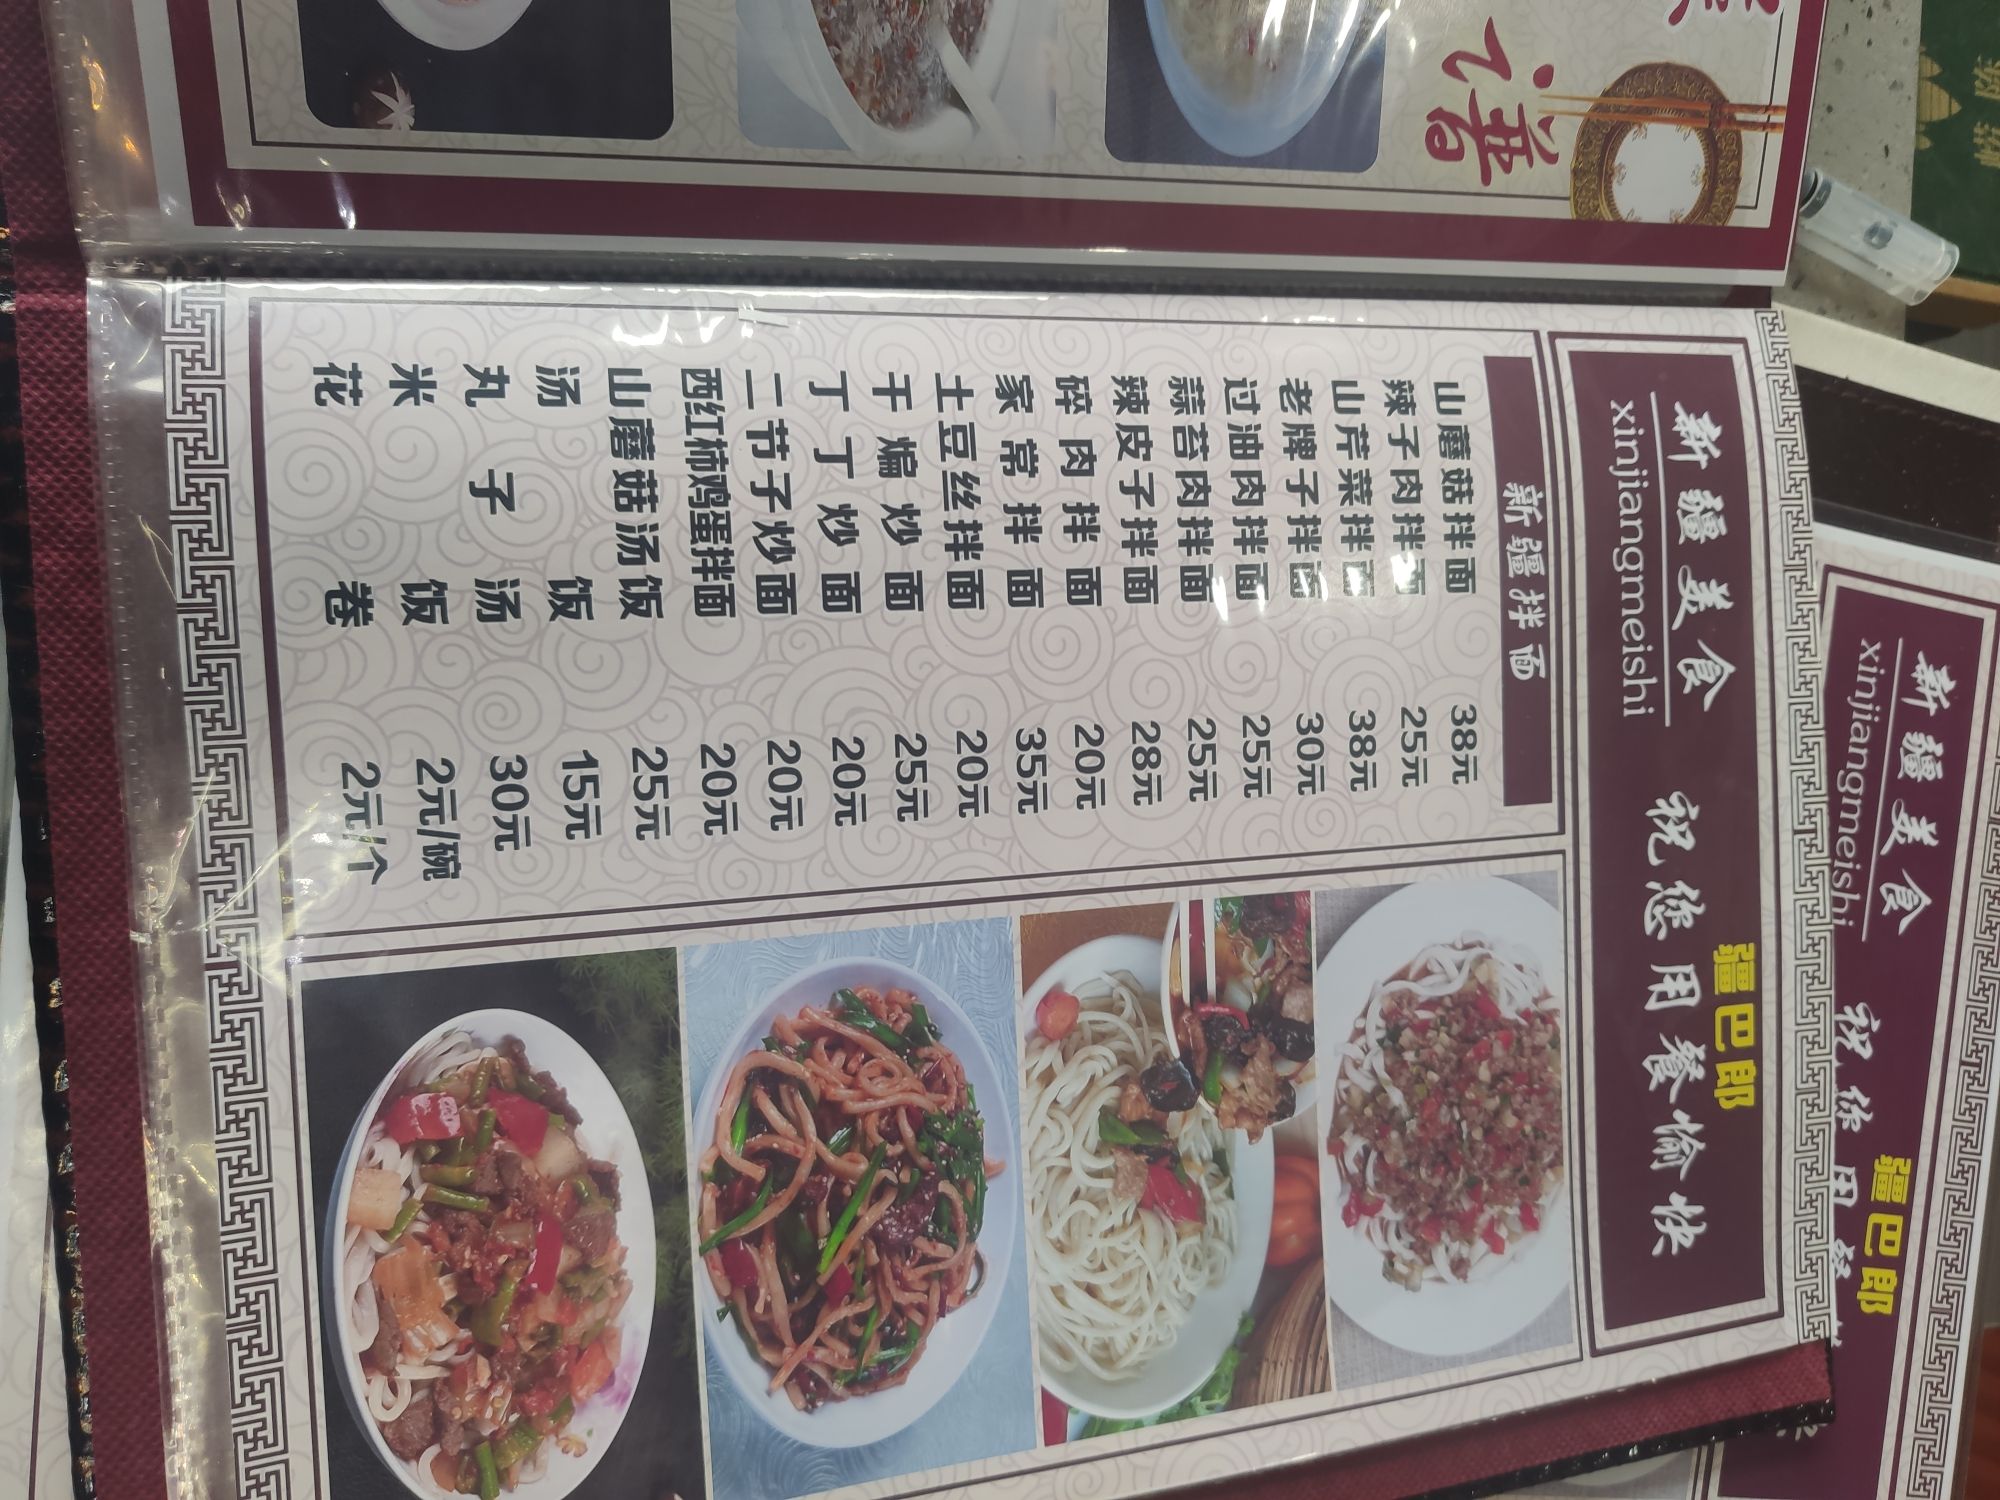 新疆美食
xinjiangmeishi
疆巴郎
祝您用餐愉快
新疆拌面
山蘑菇拌面 38元
辣子肉拌面 25元
山芹菜拌面 38元
老牌子拌面 30元
过油肉拌面 25元
蒜苔肉拌面 25元
辣皮子拌面 28元
碎肉拌面 20元
家常拌面 35元
土豆丝拌面 20元
干煸炒面 25元
丁丁炒面 20元
二节子炒面 20元
西红柿鸡蛋拌面 20元
山蘑菇汤饭 25元
汤饭 15元
丸子汤 30元
米饭 2元/碗
花卷 2元/个
谱
新疆美食
xinjiangmeishi
疆巴郎
祝您用餐